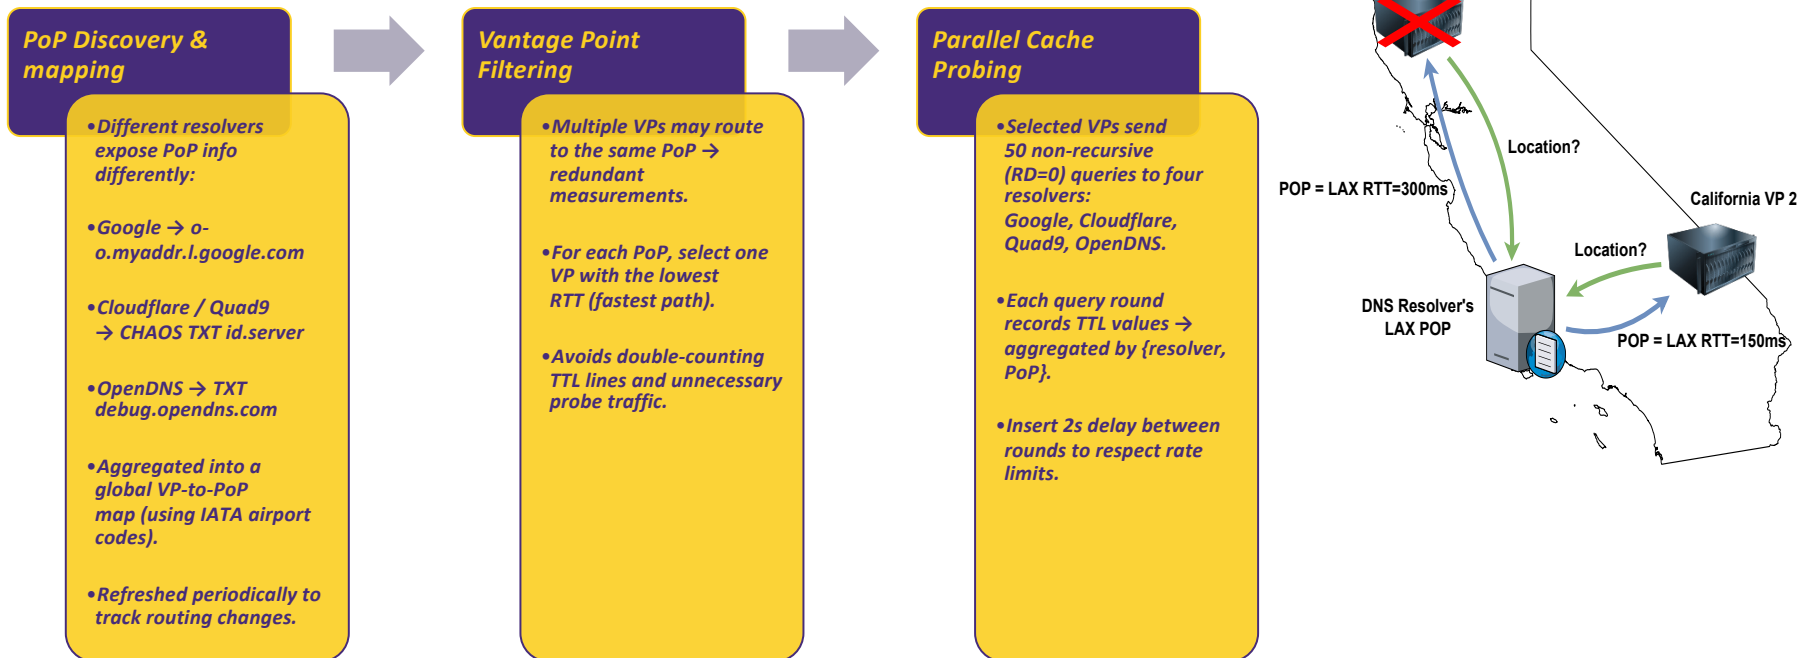 PoP Discovery &
mapping
•Different resolvers
expose PoP info
differently:
•Google → o-
o.myaddr.l.google.com
•Cloudflare / Quad9
→ CHAOS TXT id.server
•OpenDNS → TXT
debug.opendns.com
•Aggregated into a
global VP-to-PoP
map (using IATA airport
codes).
•Refreshed periodically to
track routing changes.
Vantage Point
Filtering
•Multiple VPs may route
to the same PoP →
redundant
measurements.
•For each PoP, select one
VP with the lowest
RTT (fastest path).
•Avoids double-counting
TTL lines and unnecessary
probe traffic.
Parallel Cache
Probing
•Selected VPs send
50 non-recursive
(RD=0) queries to four
resolvers:
Google, Cloudflare,
Quad9, OpenDNS.
•Each query round
records TTL values →
aggregated by {resolver,
PoP}.
•Insert 2s delay between
rounds to respect rate
limits.
Location?
POP = LAX RTT=300ms
California VP 2
Location?
DNS Resolver's
LAX POP
POP = LAX RTT=150ms